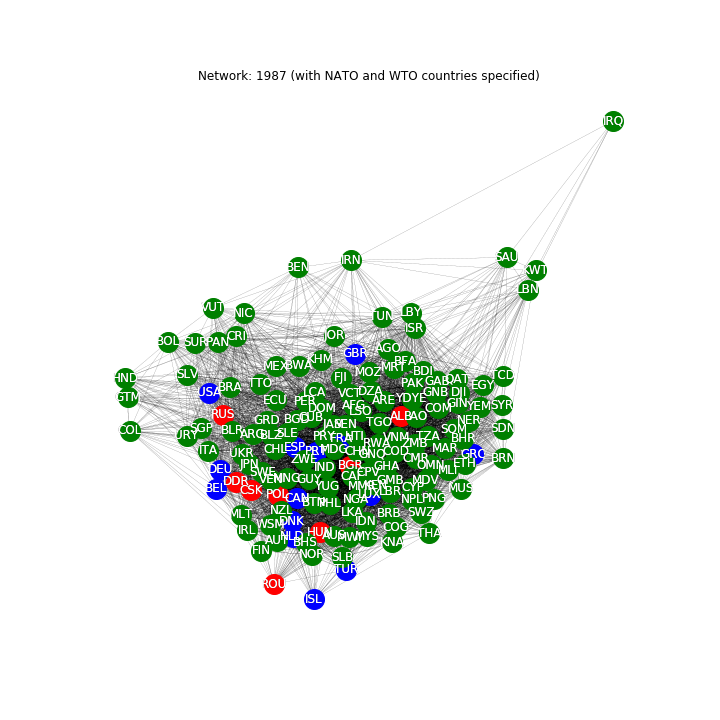 Network: 1987 (with NATO and WTO countries specified)
IRQ
SAU
IRN
BEN
KWT
LBN
VUT
NIC
TUN
LBY
ISR
JOR
CRI
BOL
SUR
PAN
AGO
GBR
KHM
BFA
MEX
BWA
MRT
MOZ
BDI
SLV
HND
FJI
TCD
QAT
GAB
PAK
EGY
TTO
BRA
USA
GTM
LCA
VCT
DZA
GNB
DJI
ECU
PER
ARE
YDYE
GIN
YEM
SYR
AFG
DOM
COM
RUS
LSO
CUB
BGD
GRD
ALB
NER
TGO
JAM
SEN
SGP
BLR
SQM
SDN
COL
URY
ARG
BLZ
SLE
PRY
FRA
VNM
TZA
BHR
ESP
RWA
ZMB
CHL
MDG
COD
MAR
ITA
UKR
PRT
GRC
ZWE
CMR
BRN
JPN
BGR
GHA
OMN
ETH
DEU
SWE
IND
CPV
MLI
CAF
VEN
GUY
GMB
MDV
DDR
BEL
CSK
YUG
CYP
MUS
POL
CAN
NGA
LBR
NPL
PNG
BTN
PHL
NZL
LKA
BRB
SWZ
MLT
DNK
IDN
WSM
COG
IRL
HUN
THA
HLD
AUS
MWI
MYS
AUT
BHS
KNA
FIN
NOR
SLB
TUR
ROU
ISL